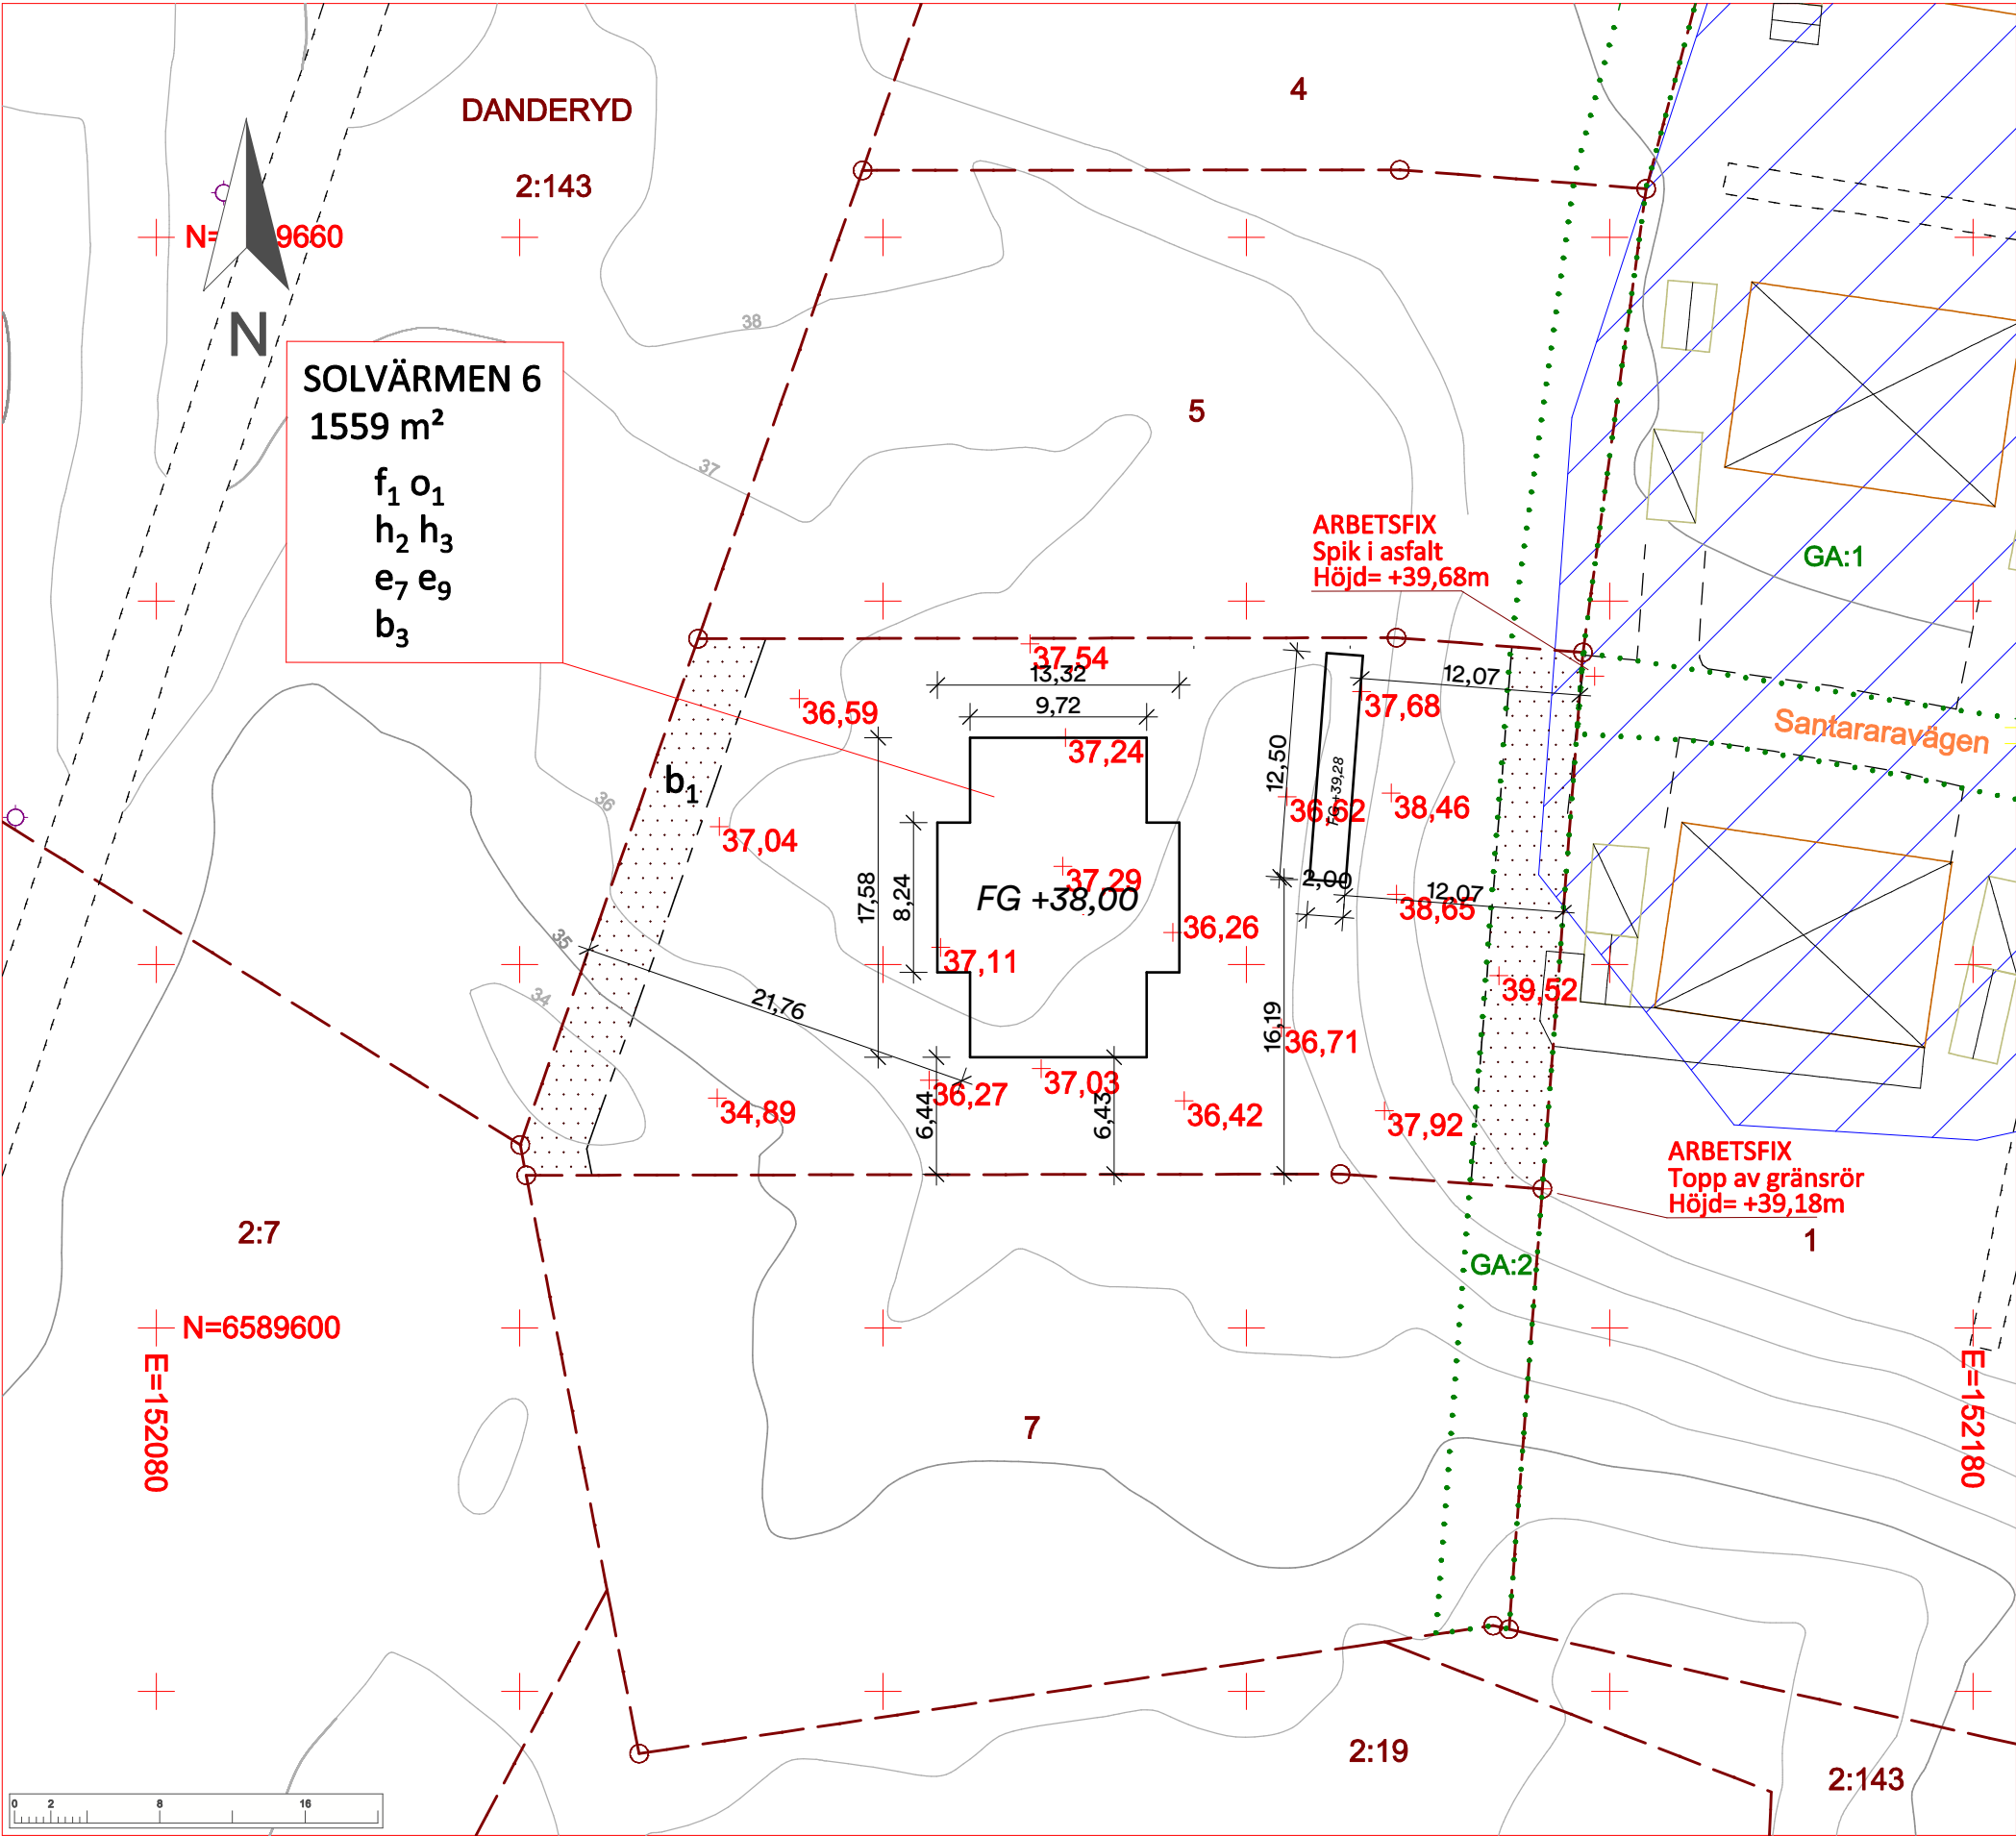 DANDERYD
2:143
4
N=
9660
N
38
SOLVÄRMEN 6
1559 m²
f₁ o₁
h₂ h₃
e₇ e₉
b₃
5
37
ARBETSFIX
Spik i asfalt
Höjd= +39,68m
GA:1
37,54
13,32
36,59
9,72
12,07
37,68
Santararavägen
37,24
12,50
b₁
36
FG +39,28
36,62
38,46
37,04
37,29
17,58
8,24
FG +38,00
2,00
12,07
38,65
36,26
35
37,11
34
21,76
39,52
16,19
36,71
37,03
36,27
34,89
6,44
6,43
36,42
37,92
ARBETSFIX
Topp av gränsrör
Höjd= +39,18m
2:7
1
GA:2
N=6589600
E=152080
E=152180
7
2:19
2:143
0 2 8 16